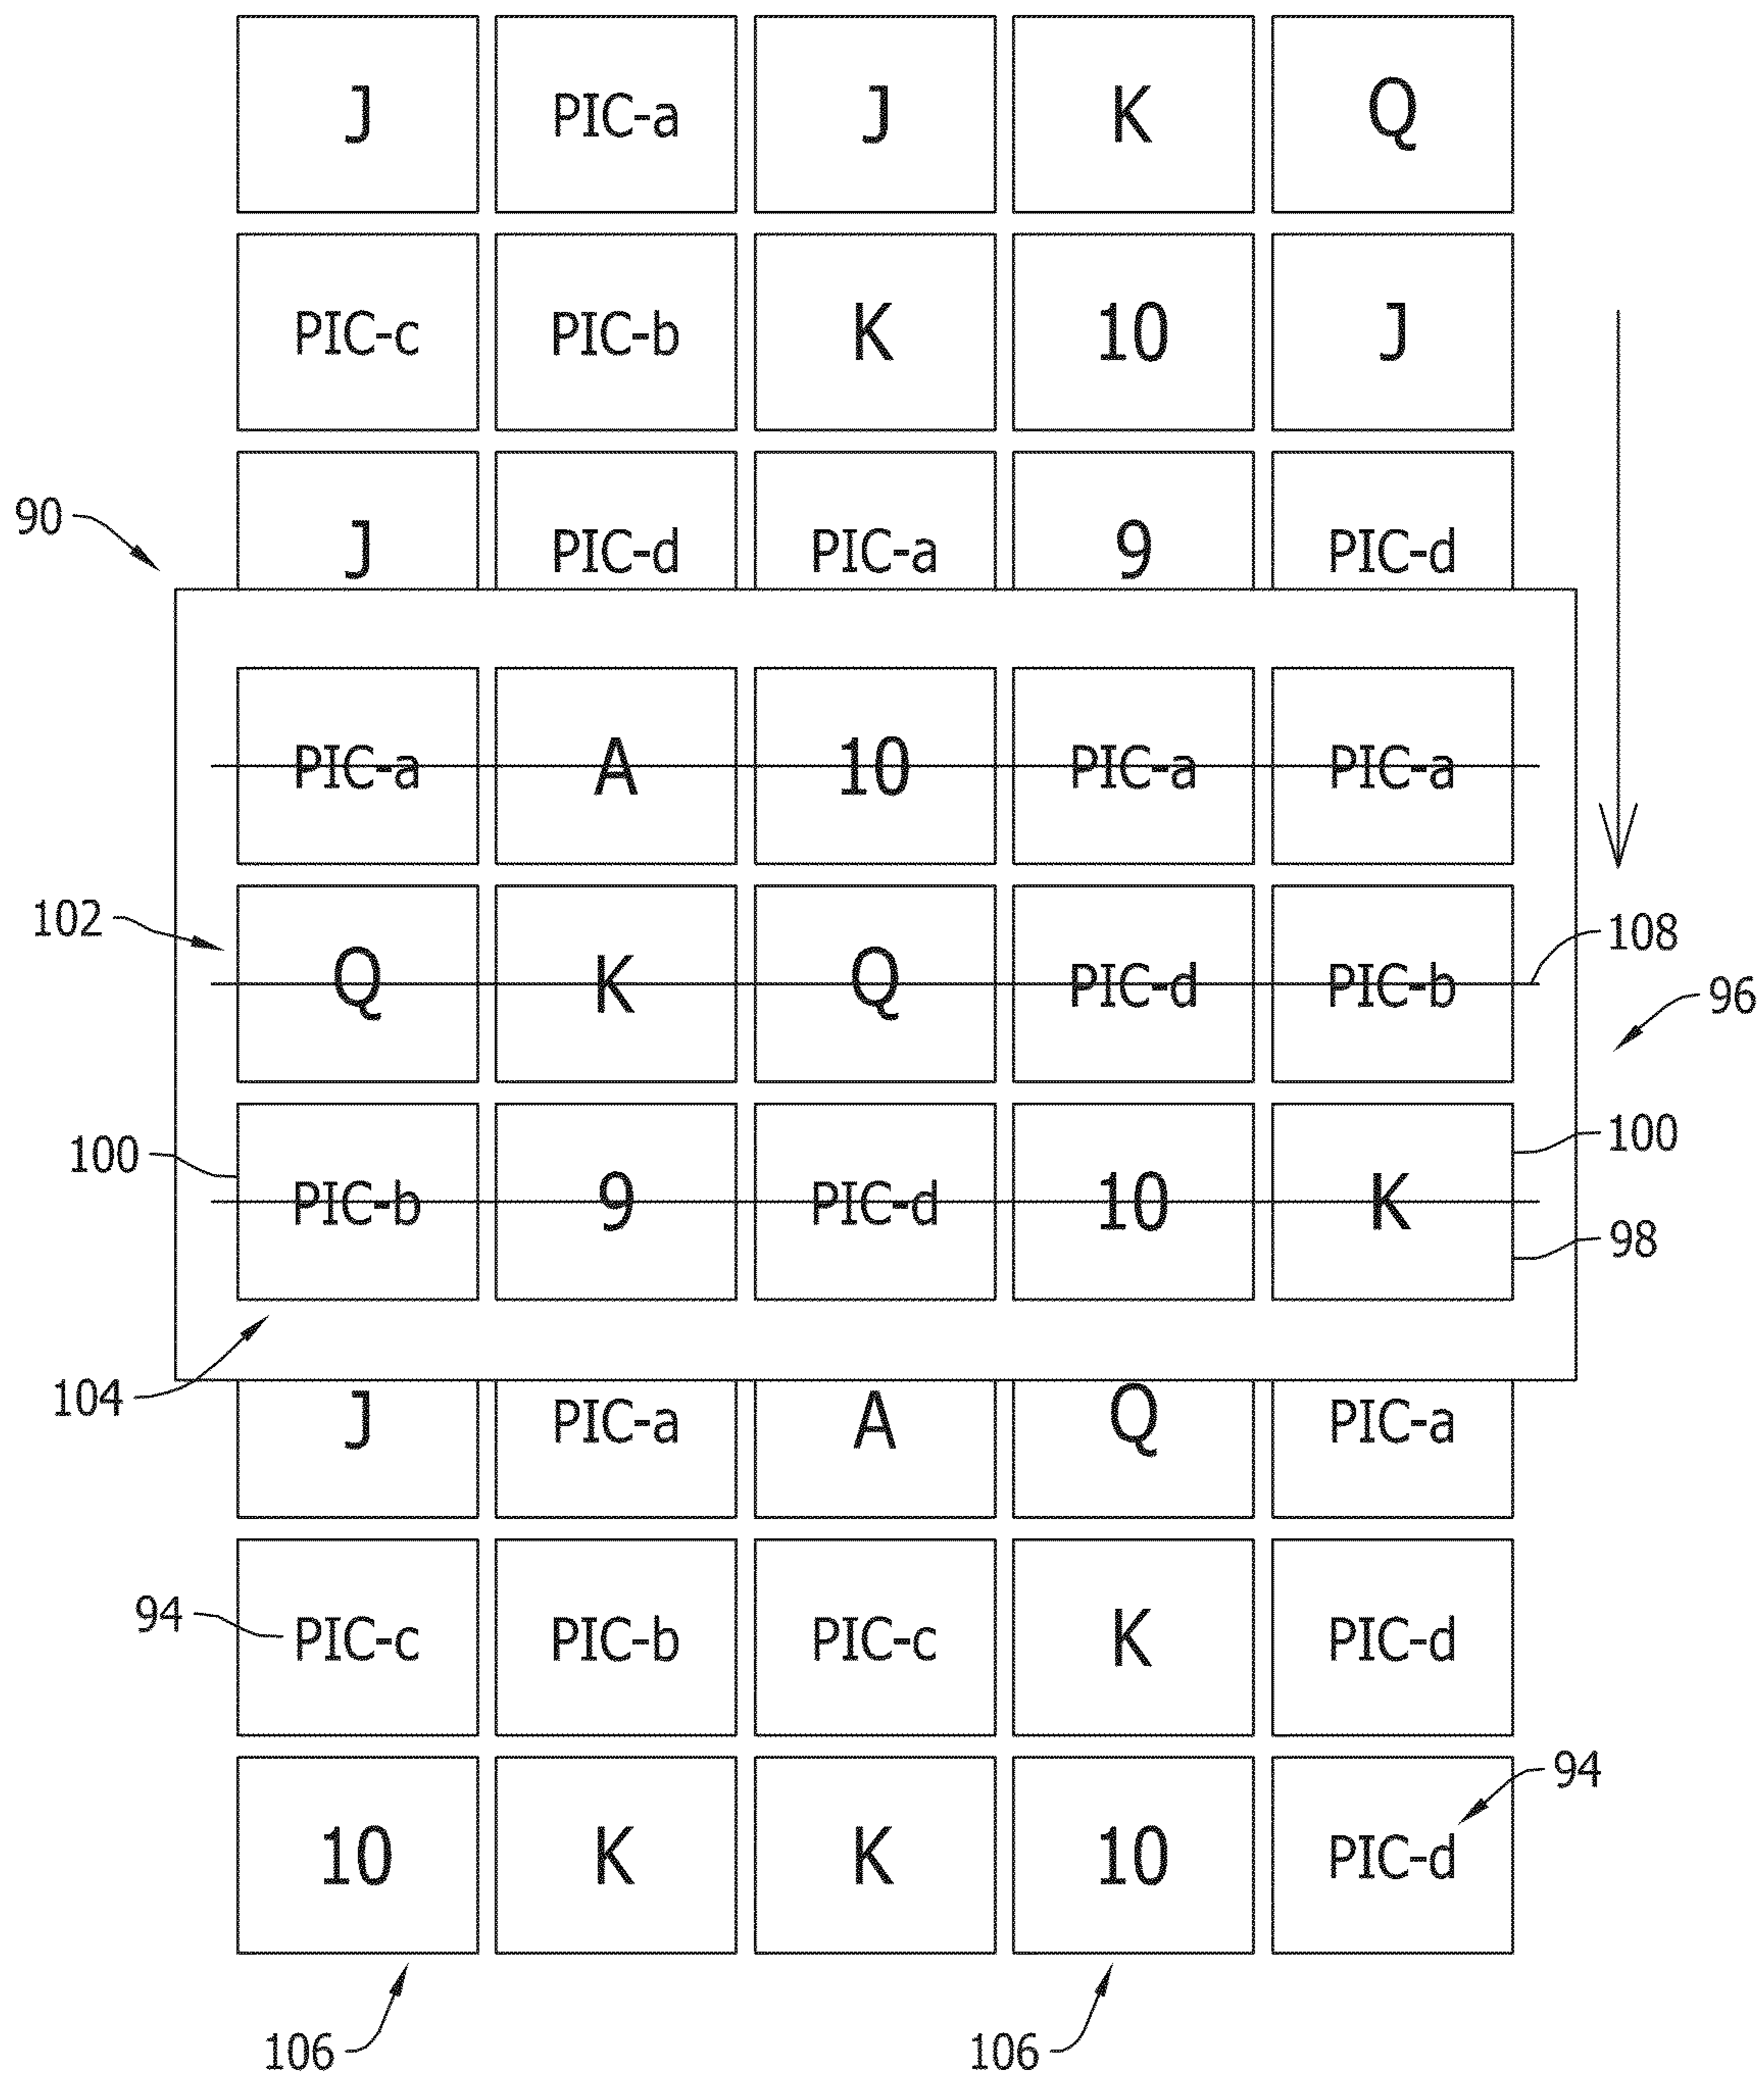 J PIC-a J K Q
PIC-c PIC-b K 10 J
90
J PIC-d PIC-a 9 PIC-d
PIC-a A 10 PIC-a PIC-a
102
108
Q K Q PIC-d PIC-b
96
100
100
PIC-b 9 PIC-d 10 K
98
104
J PIC-a A Q PIC-a
94
PIC-c PIC-b PIC-c K PIC-d
94
10 K K 10 PIC-d
106 106